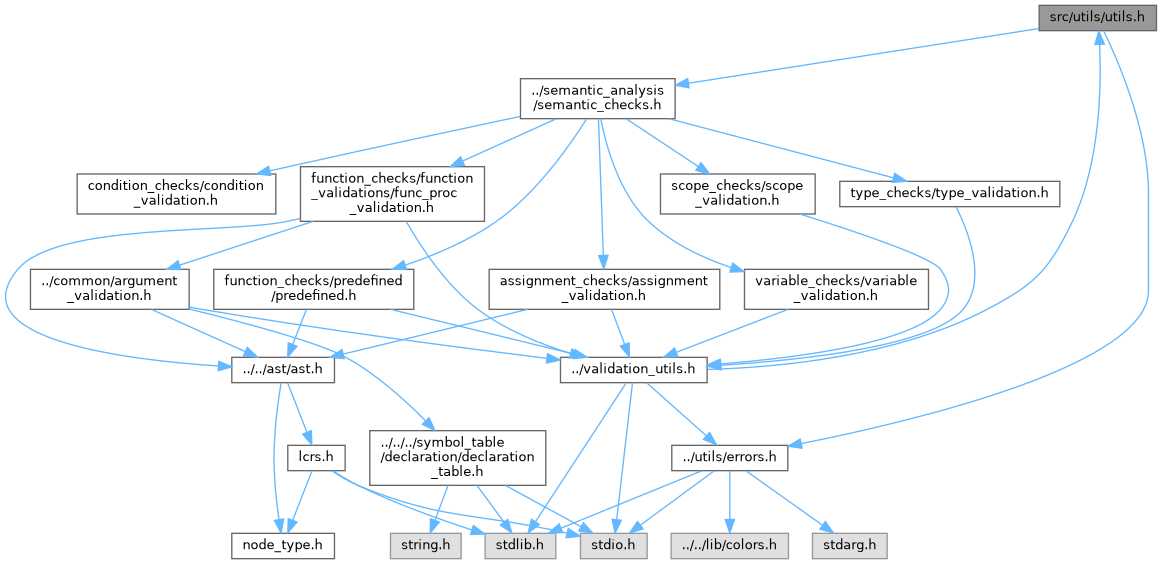 src/utils/utils.h
../semantic_analysis
/semantic_checks.h
condition_checks/condition
_validation.h
function_checks/function
_validations/func_proc
_validation.h
scope_checks/scope
_validation.h
type_checks/type_validation.h
../common/argument
_validation.h
function_checks/predefined
/predefined.h
assignment_checks/assignment
_validation.h
variable_checks/variable
_validation.h
../../ast/ast.h
../validation_utils.h
lcrs.h
../../../symbol_table
/declaration/declaration
_table.h
../utils/errors.h
node_type.h
string.h
stdlib.h
stdio.h
../../lib/colors.h
stdarg.h